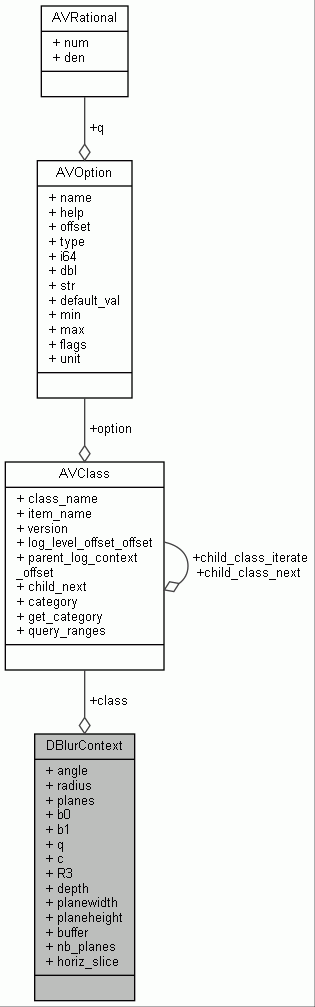 AVRational
+ num
+ den
+q
AVOption
+ name
+ help
+ offset
+ type
+ i64
+ dbl
+ str
+ default_val
+ min
+ max
+ flags
+ unit
+option
AVClass
+ class_name
+ item_name
+ version
+ log_level_offset_offset
+ parent_log_context
_offset
+ child_next
+ category
+ get_category
+ query_ranges
+child_class_iterate
+child_class_next
+class
DBlurContext
+ angle
+ radius
+ planes
+ b0
+ b1
+ q
+ c
+ R3
+ depth
+ planewidth
+ planeheight
+ buffer
+ nb_planes
+ horiz_slice